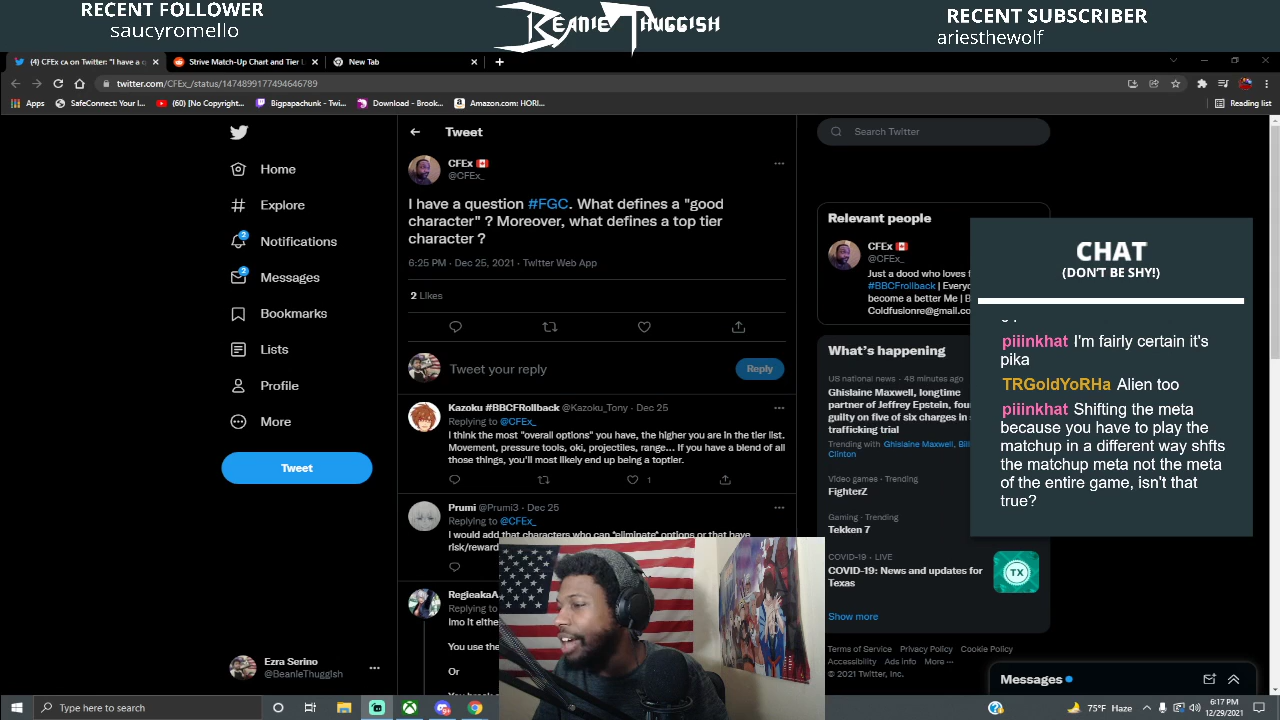 RECENT FOLLOWER
saucyromello
BEANIE THUGGISH
RECENT SUBSCRIBER
ariesthewolf
(4) CFEx ca on Twitter: "I have a q
Strive Match-Up Chart and Tier L
New Tab
twitter.com/CFEx_/status/1474899177494646789
Apps
SafeConnect: Your I...
(60) [No Copyright...
Bigpapachunk - Twi...
Download - Brook...
Amazon.com: HORI...
Reading list
Home
Explore
2
Notifications
2
Messages
Bookmarks
Lists
Profile
More
Tweet
Ezra Serino
@BeanieThuggish
Tweet
CFEx
@CFEx_
I have a question #FGC. What defines a "good
character" ? Moreover, what defines a top tier
character ?
6:25 PM · Dec 25, 2021 · Twitter Web App
2 Likes
Tweet your reply
Reply
Kazoku #BBCFRollback @Kazoku_Tony · Dec 25
Replying to @CFEx_
I think the most "overall options" you have, the higher you are in the tier list.
Movement, pressure tools, oki, projectiles, range... If you have a blend of all
those things, you'll most likely end up being a toptier.
1
Prumi @Prumi3 · Dec 25
Replying to @CFEx_
I would add that characters who can "eliminate" options or that have
risk/reward
RegleakaA
Replying to
Imo it eithe
You use the
Or
You break
Search Twitter
Relevant people
CFEx
@CFEx_
Just a dood who loves f
#BBCFrollback | Everyo
become a better Me | B
Coldfusionre@gmail.co
What's happening
US national news · 48 minutes ago
Ghislaine Maxwell, longtime
partner of Jeffrey Epstein, foun
guilty on five of six charges in s
trafficking trial
Trending with Ghislaine Maxwell, Bill
Clinton
Video games · Trending
FighterZ
Gaming · Trending
Tekken 7
COVID-19 · LIVE
COVID-19: News and updates for
Texas
TX
Show more
Terms of Service Privacy Policy Cookie Policy
Accessibility Ads info More ···
© 2021 Twitter, Inc.
CHAT
(DON'T BE SHY!)
piiinkhat I'm fairly certain it's
pika
TRGoldYoRHa Alien too
piiinkhat Shifting the meta
because you have to play the
matchup in a different way shfts
the matchup meta not the meta
of the entire game, isn't that
true?
Messages
Type here to search
75°F Haze
6:17 PM
12/29/2021